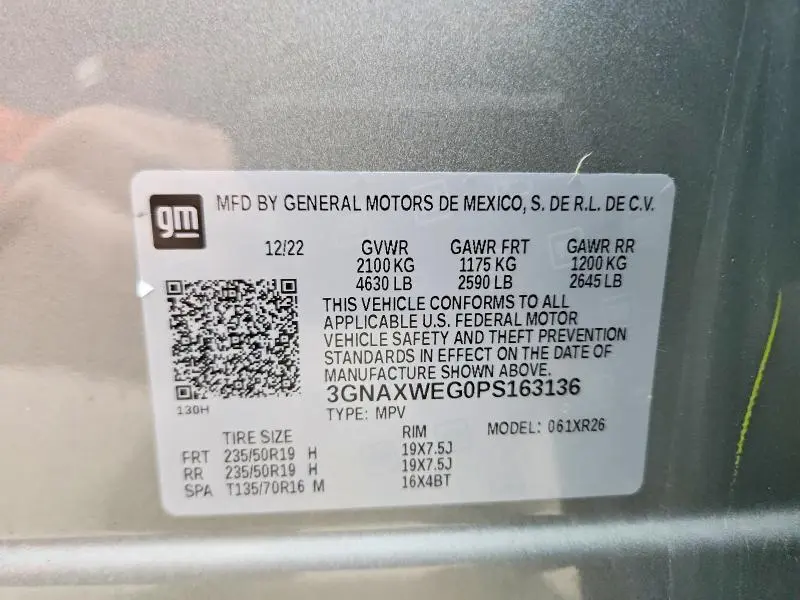 gm
MFD BY GENERAL MOTORS DE MEXICO, S. DE R.L. DE C.V.
12/22 GVWR GAWR FRT GAWR RR
2100 KG 1175 KG 1200 KG
4630 LB 2590 LB 2645 LB
THIS VEHICLE CONFORMS TO ALL
APPLICABLE U.S. FEDERAL MOTOR
VEHICLE SAFETY AND THEFT PREVENTION
STANDARDS IN EFFECT ON THE DATE OF
MANUFACTURE SHOWN ABOVE.
3GNAXWEG0PS163136
130H
TYPE: MPV
MODEL: 061XR26
TIRE SIZE RIM
FRT 235/50R19 H 19X7.5J
RR 235/50R19 H 19X7.5J
SPA T135/70R16 M 16X4BT